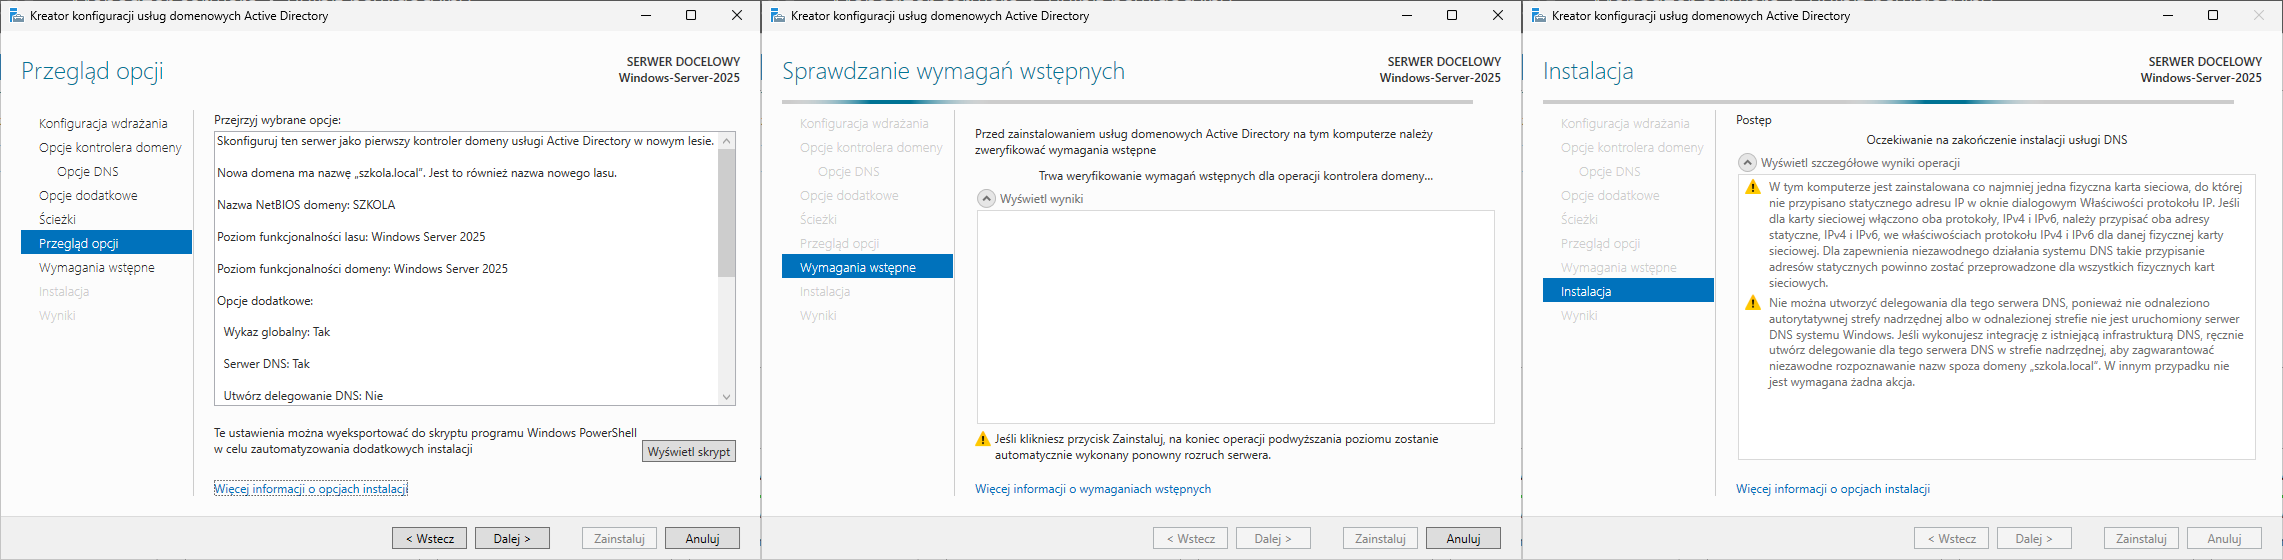 Kreator konfiguracji usług domenowych Active Directory
Przegląd opcji
SERWER DOCELOWY
Windows-Server-2025
Konfiguracja wdrażania
Opcje kontrolera domeny
Opcje DNS
Opcje dodatkowe
Ścieżki
Przegląd opcji
Wymagania wstępne
Instalacja
Wyniki
Przejrzyj wybrane opcje:
Skonfiguruj ten serwer jako pierwszy kontroler domeny usługi Active Directory w nowym lesie.
Nowa domena ma nazwę „szkola.local”. Jest to również nazwa nowego lasu.
Nazwa NetBIOS domeny: SZKOLA
Poziom funkcjonalności lasu: Windows Server 2025
Poziom funkcjonalności domeny: Windows Server 2025
Opcje dodatkowe:
Wykaz globalny: Tak
Serwer DNS: Tak
Utwórz delegowanie DNS: Nie
Te ustawienia można wyeksportować do skryptu programu Windows PowerShell
w celu zautomatyzowania dodatkowych instalacji
Wyświetl skrypt
Więcej informacji o opcjach instalacji
< Wstecz
Dalej >
Zainstaluj
Anuluj
Kreator konfiguracji usług domenowych Active Directory
Sprawdzanie wymagań wstępnych
SERWER DOCELOWY
Windows-Server-2025
Konfiguracja wdrażania
Opcje kontrolera domeny
Opcje DNS
Opcje dodatkowe
Ścieżki
Przegląd opcji
Wymagania wstępne
Instalacja
Wyniki
Przed zainstalowaniem usług domenowych Active Directory na tym komputerze należy
zweryfikować wymagania wstępne
Trwa weryfikowanie wymagań wstępnych dla operacji kontrolera domeny...
Wyświetl wyniki
Jeśli klikniesz przycisk Zainstaluj, na koniec operacji podwyższania poziomu zostanie
automatycznie wykonany ponowny rozruch serwera.
Więcej informacji o wymaganiach wstępnych
< Wstecz
Dalej >
Zainstaluj
Anuluj
Kreator konfiguracji usług domenowych Active Directory
Instalacja
SERWER DOCELOWY
Windows-Server-2025
Konfiguracja wdrażania
Opcje kontrolera domeny
Opcje DNS
Opcje dodatkowe
Ścieżki
Przegląd opcji
Wymagania wstępne
Instalacja
Wyniki
Postęp
Oczekiwanie na zakończenie instalacji usługi DNS
Wyświetl szczegółowe wyniki operacji
W tym komputerze jest zainstalowana co najmniej jedna fizyczna karta sieciowa, do której
nie przypisano statycznego adresu IP w oknie dialogowym Właściwości protokołu IP. Jeśli
dla karty sieciowej włączono oba protokoły, IPv4 i IPv6, należy przypisać oba adresy
statyczne, IPv4 i IPv6, we właściwościach protokołu IPv4 i IPv6 dla danej fizycznej karty
sieciowej. Dla zapewnienia niezawodnego działania systemu DNS takie przypisanie
adresów statycznych powinno zostać przeprowadzone dla wszystkich fizycznych kart
sieciowych.
Nie można utworzyć delegowania dla tego serwera DNS, ponieważ nie odnaleziono
autorytatywnej strefy nadrzędnej albo w odnalezionej strefie nie jest uruchomiony serwer
DNS systemu Windows. Jeśli wykonujesz integrację z istniejącą infrastrukturą DNS, ręcznie
utwórz delegowanie dla tego serwera DNS w strefie nadrzędnej, aby zagwarantować
niezawodne rozpoznawanie nazw spoza domeny „szkola.local”. W innym przypadku nie
jest wymagana żadna akcja.
Więcej informacji o opcjach instalacji
< Wstecz
Dalej >
Zainstaluj
Anuluj